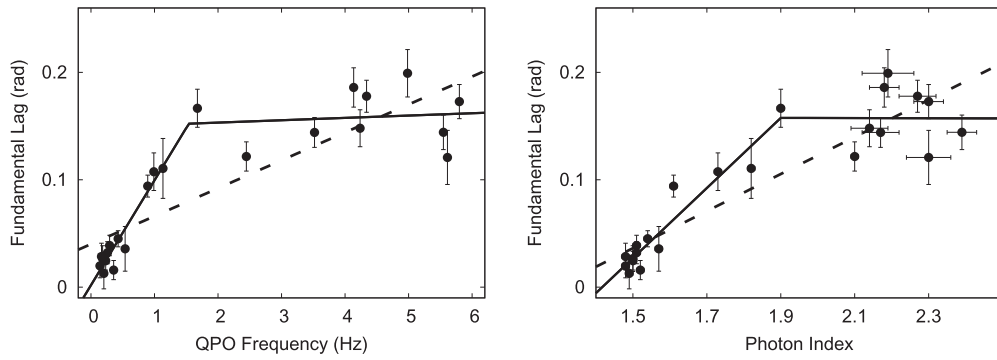 Fundamental Lag (rad)
0.2
0.1
0
0 1 2 3 4 5 6
QPO Frequency (Hz)
Fundamental Lag (rad)
0.2
0.1
0
1.5 1.7 1.9 2.1 2.3
Photon Index